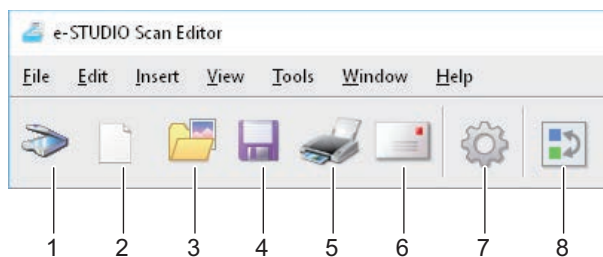 e-STUDIO Scan Editor
File Edit Insert View Tools Window Help
1 2 3 4 5 6 7 8